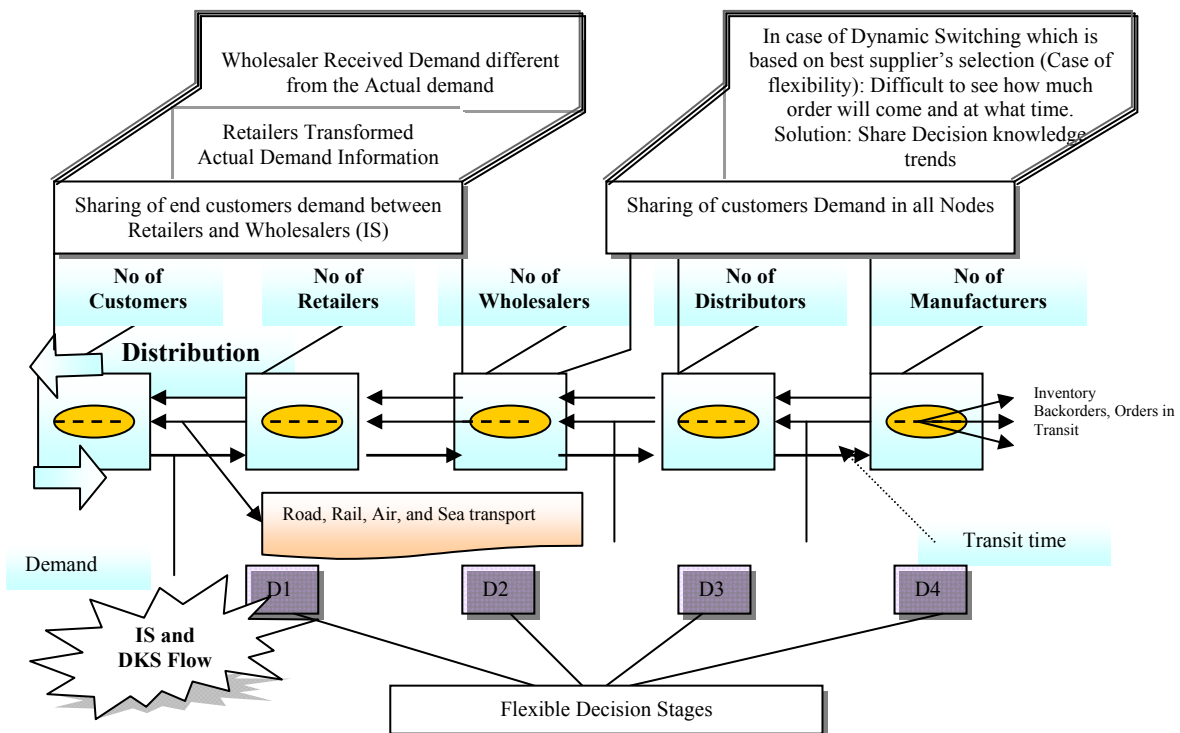 Wholesaler Received Demand different
from the Actual demand
Retailers Transformed
Actual Demand Information
Sharing of end customers demand between
Retailers and Wholesalers (IS)
In case of Dynamic Switching which is
based on best supplier's selection (Case of
flexibility): Difficult to see how much
order will come and at what time.
Solution: Share Decision knowledge
trends
Sharing of customers Demand in all Nodes
No of
Customers
No of
Retailers
No of
Wholesalers
No of
Distributors
No of
Manufacturers
Distribution
Inventory
Backorders, Orders in
Transit
Road, Rail, Air, and Sea transport
Transit time
Demand
D1
D2
D3
D4
IS and
DKS Flow
Flexible Decision Stages